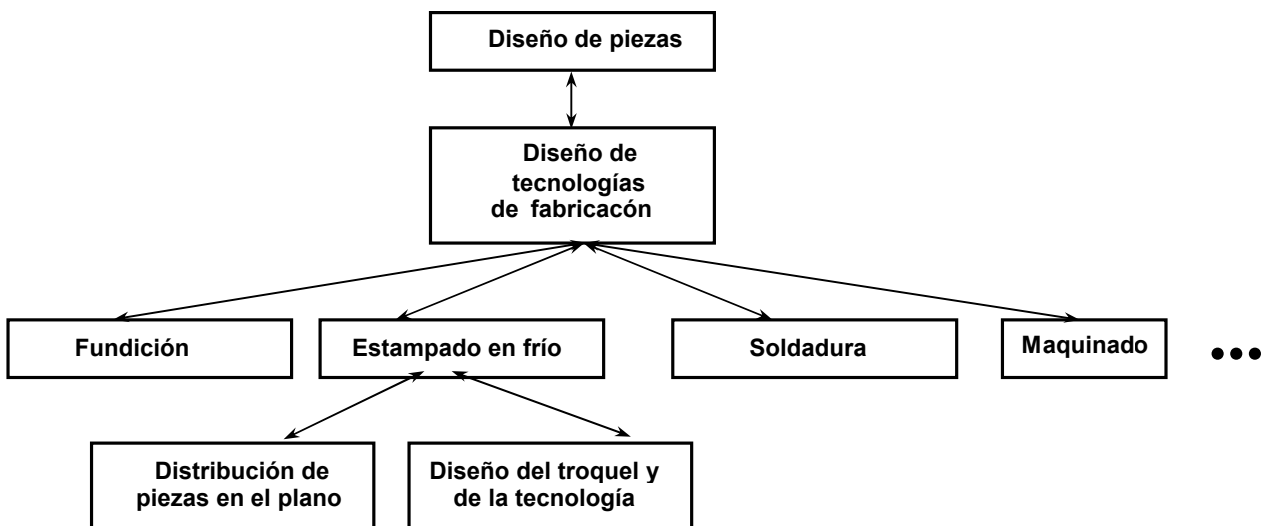 Diseño de piezas
Diseño de
tecnologías
de fabricacón
Fundición
Estampado en frío
Soldadura
Maquinado
•••
Distribución de
piezas en el plano
Diseño del troquel y
de la tecnología